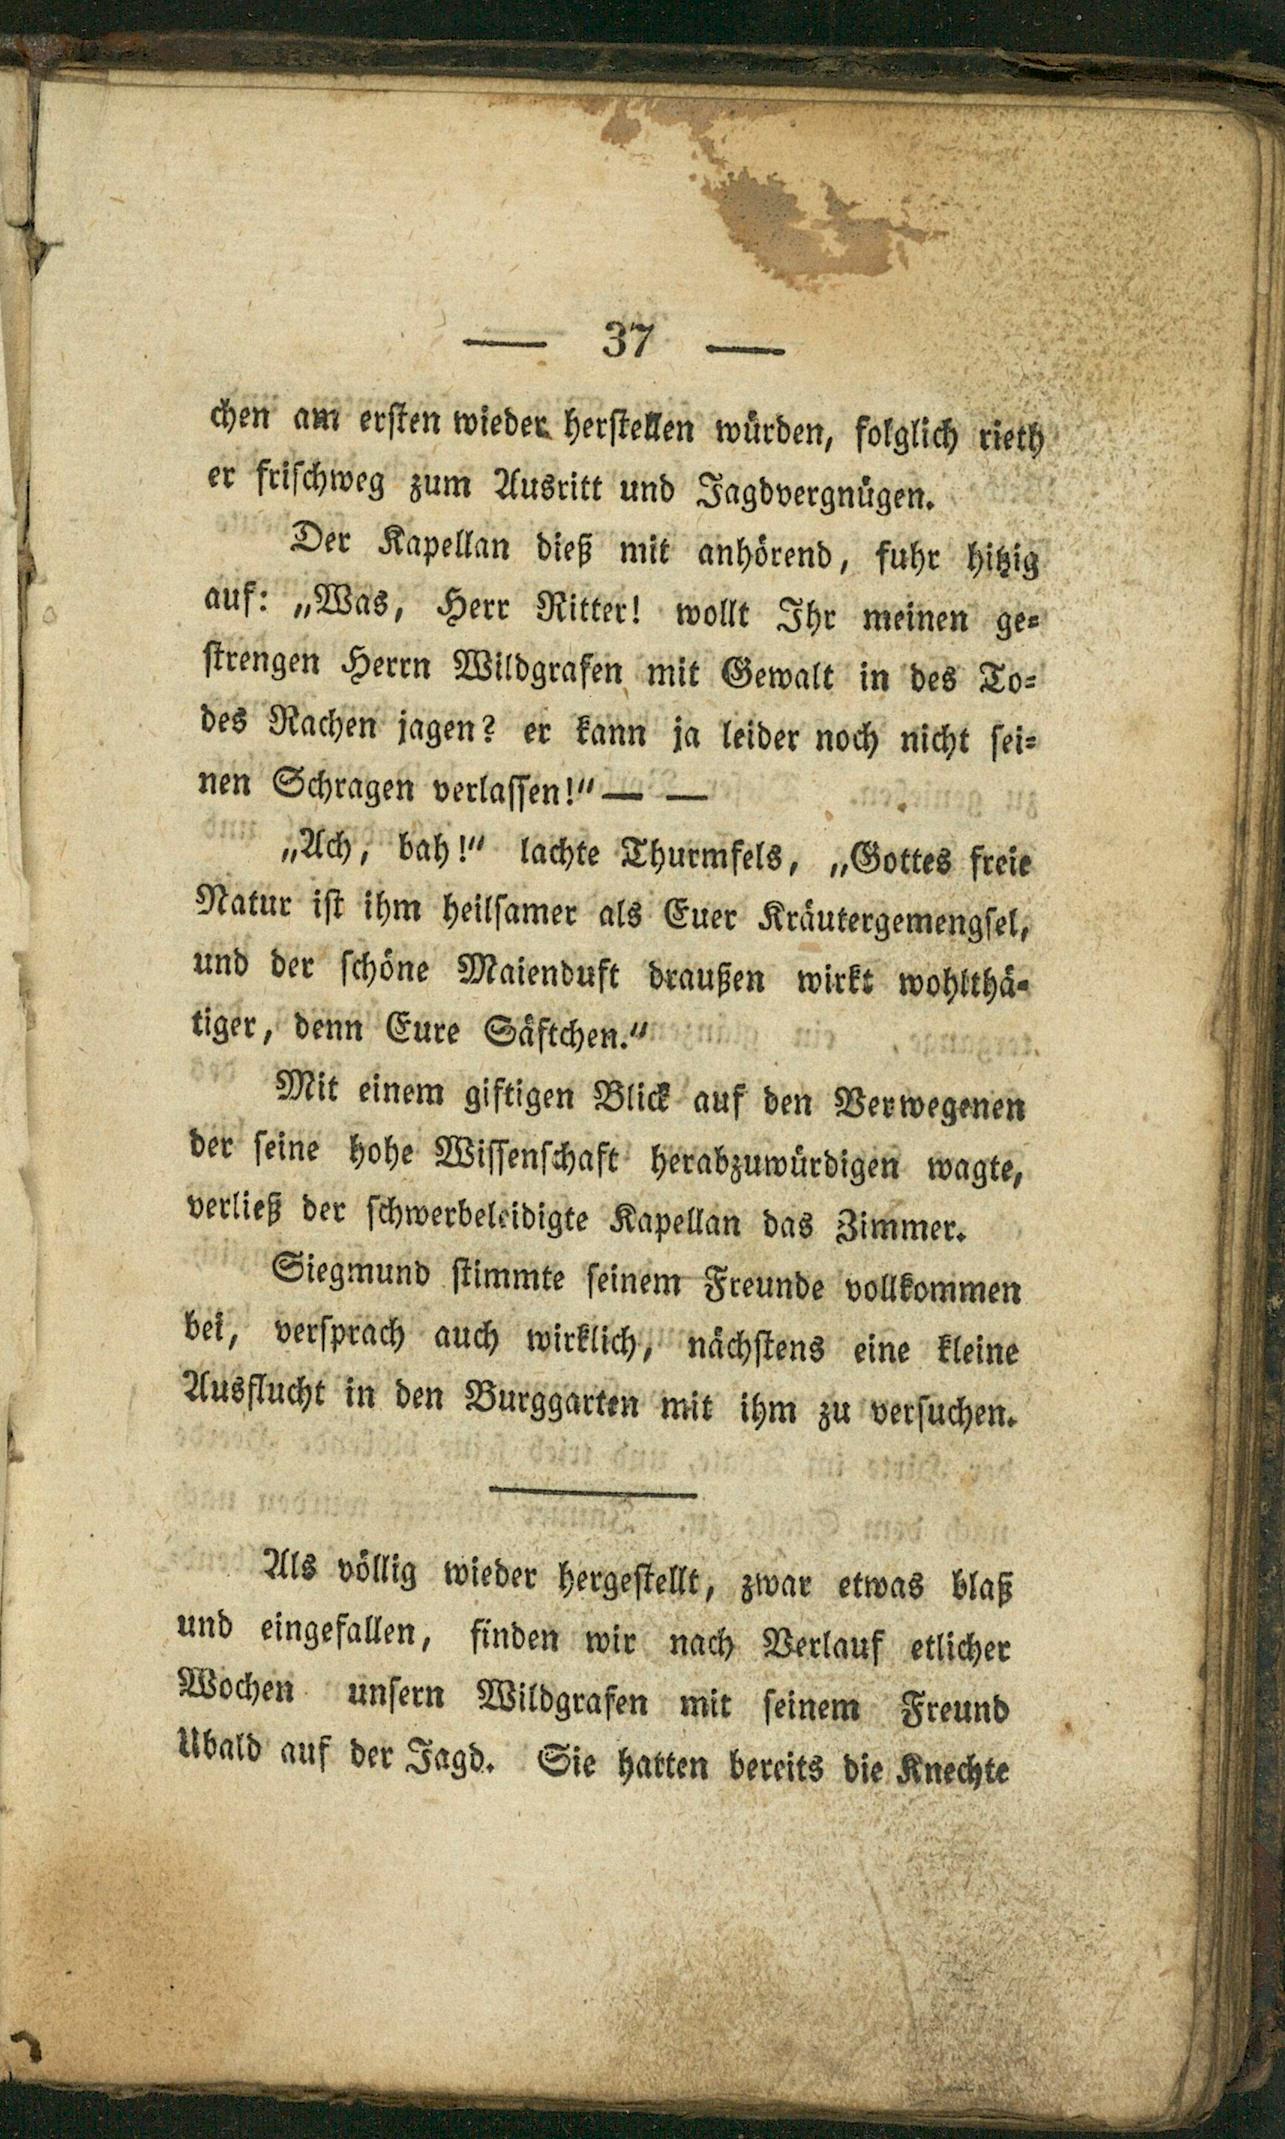 — 37 —
chen am ersten wieder herstellen würden, folglich rieth
er frischweg zum Ausritt und Jagdvergnügen.
Der Kapellan dieß mit anhörend, fuhr hitzig
auf: „Was, Herr Ritter! wollt Ihr meinen ge-
strengen Herrn Wildgrafen mit Gewalt in des To-
des Rachen jagen? er kann ja leider noch nicht sei-
nen Schragen verlassen!“ — —
„Ach, bah!“ lachte Thurmfels, „Gottes freie
Natur ist ihm heilsamer als Euer Kräutergemengsel,
und der schöne Maienduft draußen wirkt wohlthä-
tiger, denn Eure Säftchen.“
Mit einem giftigen Blick auf den Verwegenen
der seine hohe Wissenschaft herabzuwürdigen wagte,
verließ der schwerbeleidigte Kapellan das Zimmer.
Siegmund stimmte seinem Freunde vollkommen
bei, versprach auch wirklich, nächstens eine kleine
Ausflucht in den Burggarten mit ihm zu versuchen.
Als völlig wieder hergestellt, zwar etwas blaß
und eingefallen, finden wir nach Verlauf etlicher
Wochen unsern Wildgrafen mit seinem Freund
Ubald auf der Jagd. Sie hatten bereits die Knechte